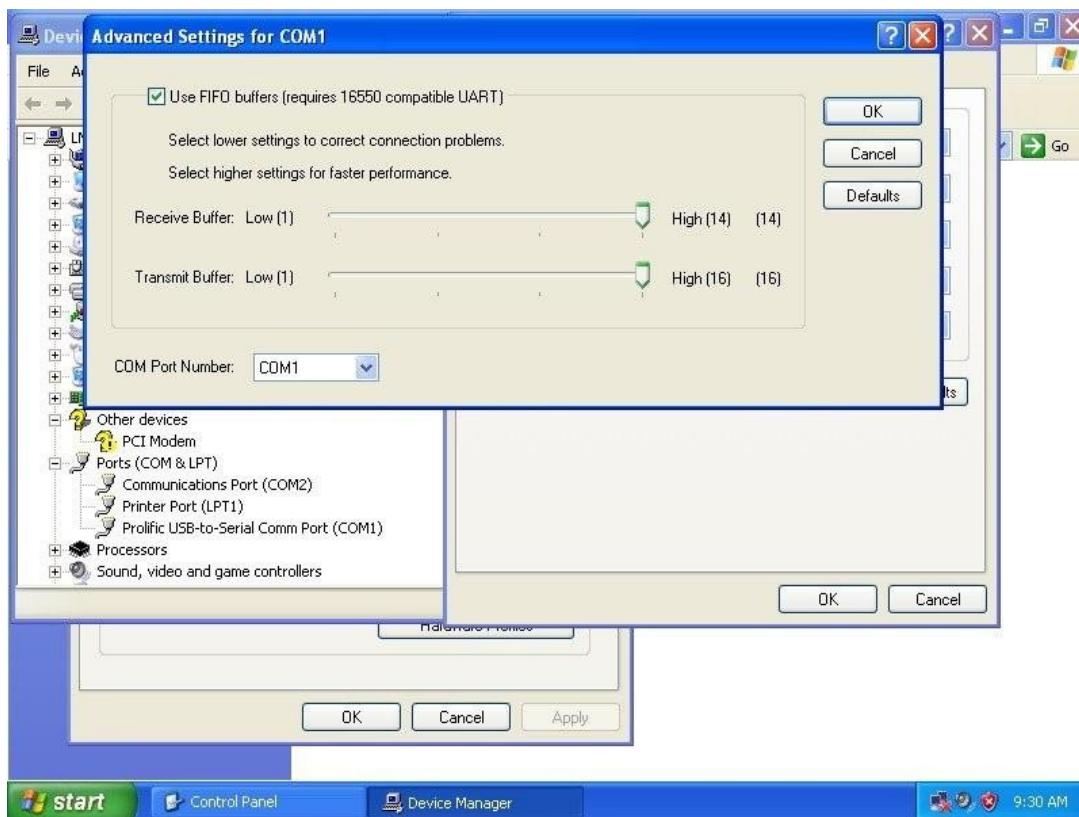 Devi
Advanced Settings for COM1
File
Use FIFO buffers (requires 16550 compatible UART)
OK
Select lower settings to correct connection problems.
Cancel
Go
Select higher settings for faster performance.
Defaults
Receive Buffer: Low (1) High (14) (14)
Transmit Buffer: Low (1) High (16) (16)
COM Port Number: COM1
lts
Other devices
PCI Modem
Ports (COM & LPT)
Communications Port (COM2)
Printer Port (LPT1)
Prolific USB-to-Serial Comm Port (COM1)
Processors
Sound, video and game controllers
OK Cancel
OK Cancel Apply
start Control Panel Device Manager 9:30 AM